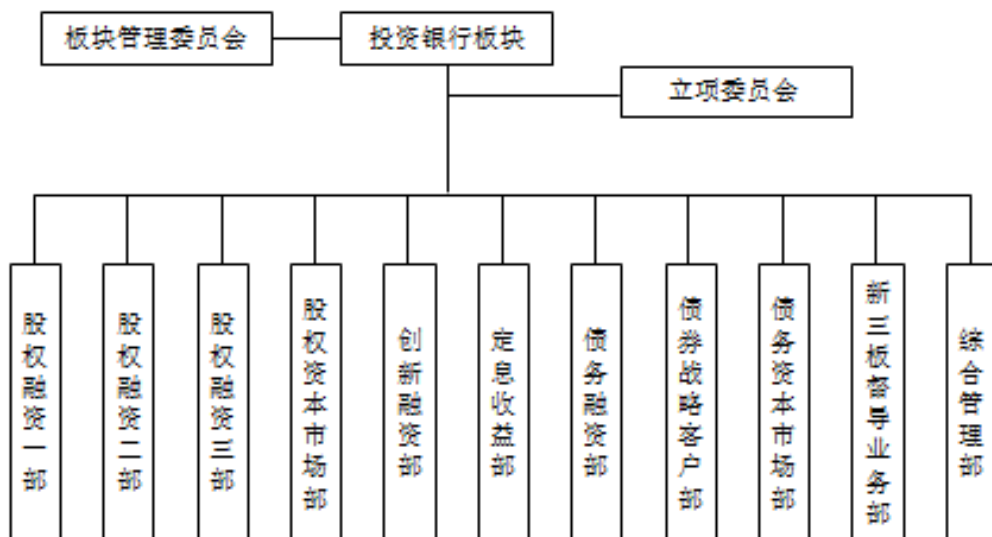 板块管理委员会
投资银行板块
立项委员会
股权融资一部
股权融资二部
股权融资三部
股权资本市场部
创新融资部
定息收益部
债务融资部
债券战略客户部
债务资本市场部
新三板督导业务部
综合管理部